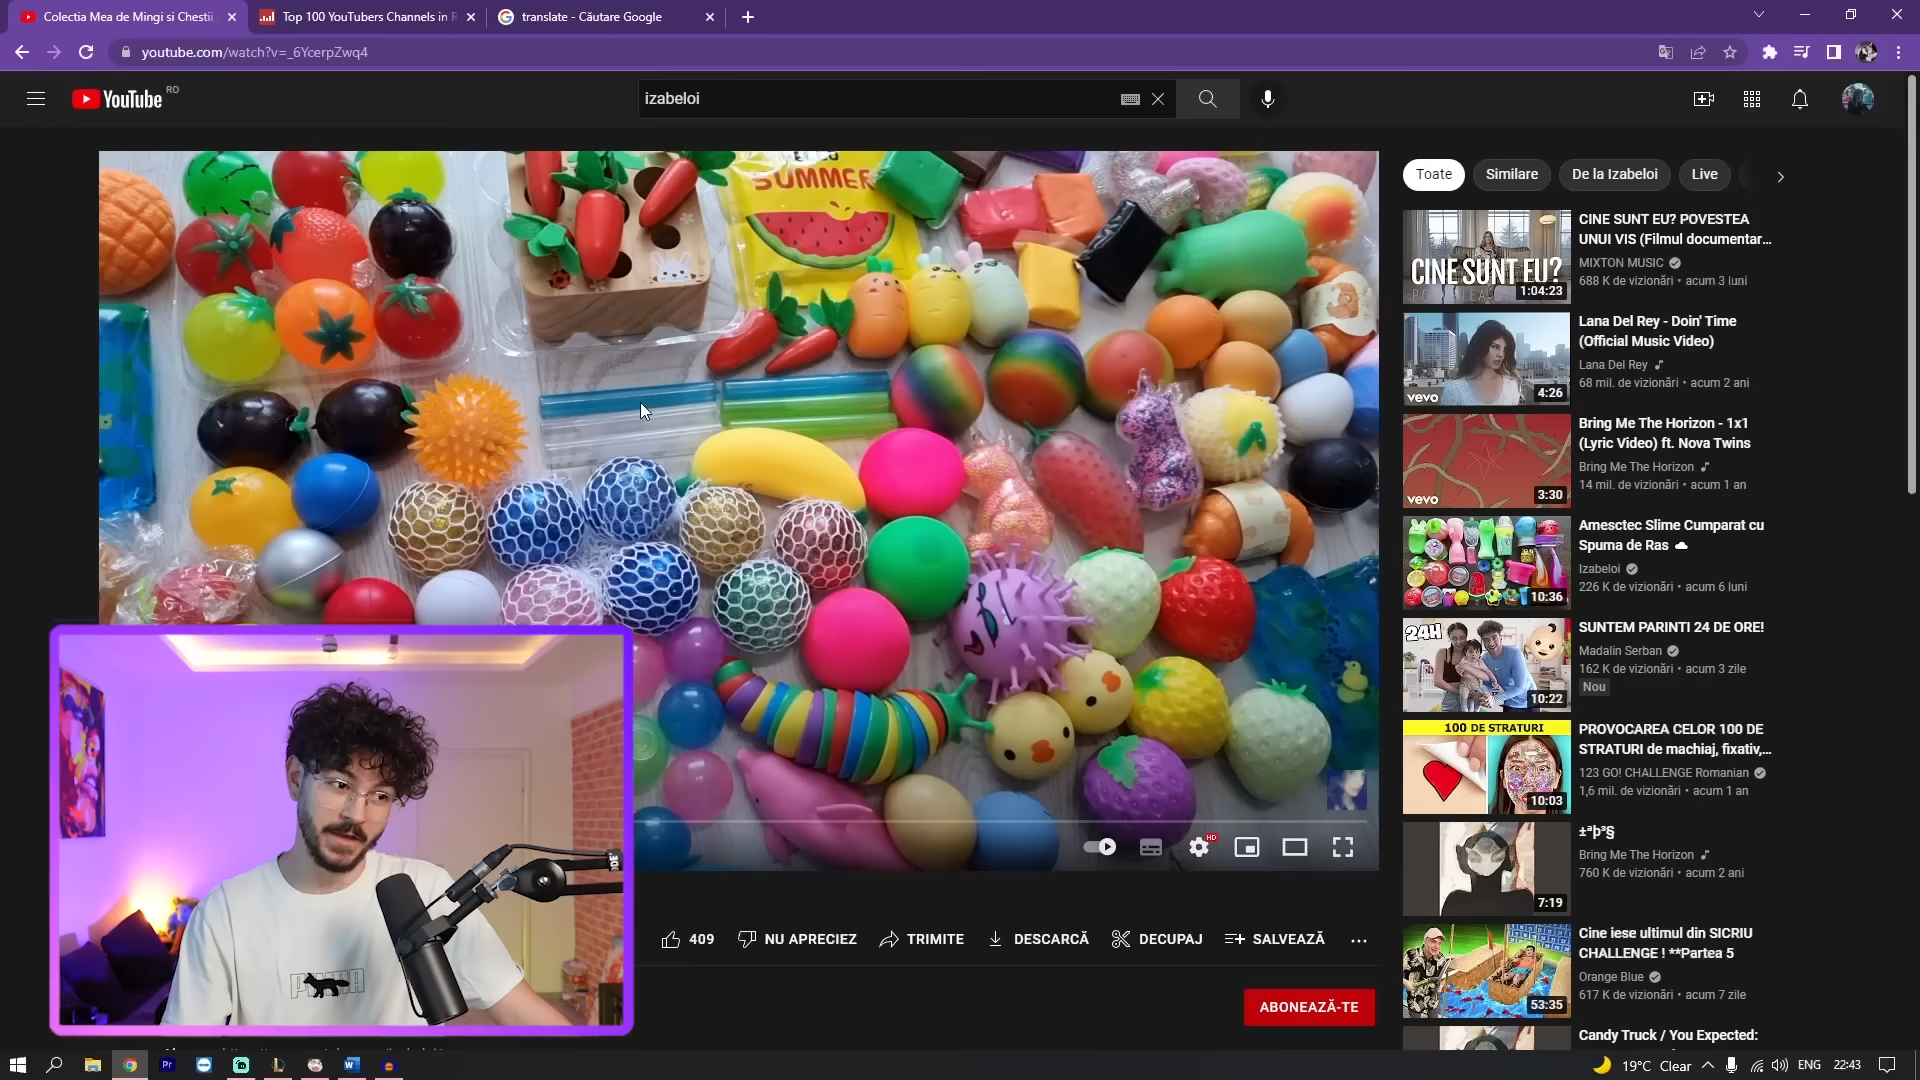 Colectia Mea de Mingi si Chestii
Top 100 YouTubers Channels in R
translate - Căutare Google
youtube.com/watch?v=_6YcerpZwq4
YouTube RO
izabeloi
SUMMER
Toate
Similare
De la Izabeloi
Live
CINE SUNT EU?
1:04:23
CINE SUNT EU? POVESTEA
UNUI VIS (Filmul documentar...
MIXTON MUSIC
688 K de vizionări • acum 3 luni
vevo
4:26
Lana Del Rey - Doin' Time
(Official Music Video)
Lana Del Rey
68 mil. de vizionări • acum 2 ani
vevo
3:30
Bring Me The Horizon - 1x1
(Lyric Video) ft. Nova Twins
Bring Me The Horizon
14 mil. de vizionări • acum 1 an
10:36
Amesctec Slime Cumparat cu
Spuma de Ras
Izabeloi
226 K de vizionări • acum 6 luni
24H
10:22
SUNTEM PARINTI 24 DE ORE!
Madalin Serban
162 K de vizionări • acum 3 zile
Nou
100 DE STRATURI
10:03
PROVOCAREA CELOR 100 DE
STRATURI de machiaj, fixativ,...
123 GO! CHALLENGE Romanian
1,6 mil. de vizionări • acum 1 an
7:19
±ªþ³§
Bring Me The Horizon
760 K de vizionări • acum 2 ani
53:35
Cine iese ultimul din SICRIU
CHALLENGE ! **Partea 5
Orange Blue
617 K de vizionări • acum 7 zile
Candy Truck / You Expected:
HD
409
NU APRECIEZ
TRIMITE
DESCARCĂ
DECUPAJ
SALVEAZĂ
ABONEAZĂ-TE
PUMA
19°C Clear
ENG
22:43